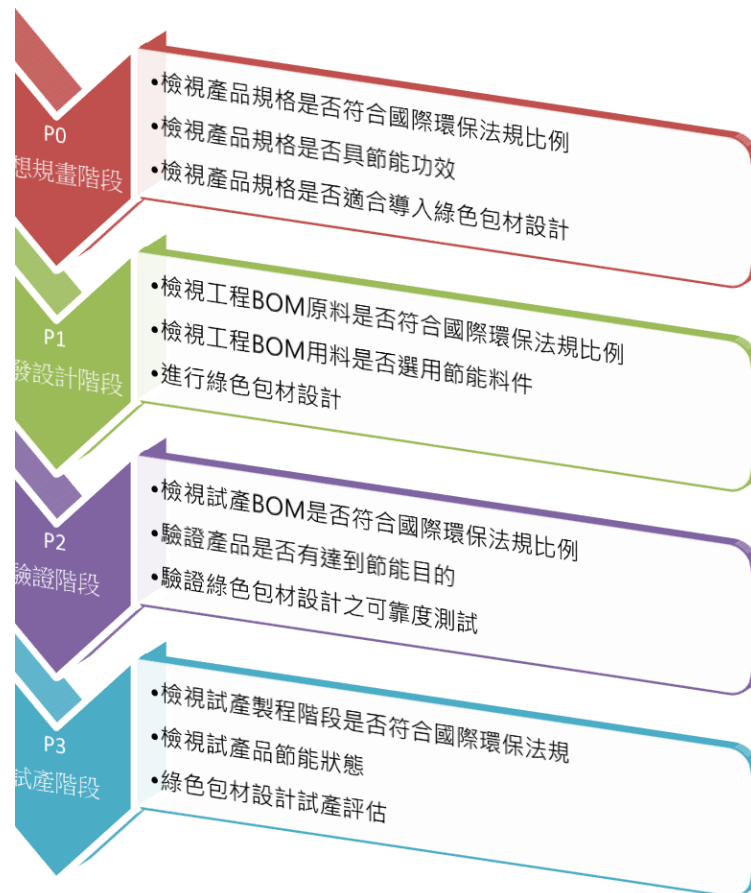 P0
想規畫階段
•檢視產品規格是否符合國際環保法規比例
•檢視產品規格是否具節能功效
•檢視產品規格是否適合導入綠色包材設計
P1
發設計階段
•檢視工程BOM原料是否符合國際環保法規比例
•檢視工程BOM用料是否選用節能料件
•進行綠色包材設計
P2
驗證階段
•檢視試產BOM是否符合國際環保法規比例
•驗證產品是否有達到節能目的
•驗證綠色包材設計之可靠度測試
P3
試產階段
•檢視試產製程階段是否符合國際環保法規
•檢視試產品節能狀態
•綠色包材設計試產評估